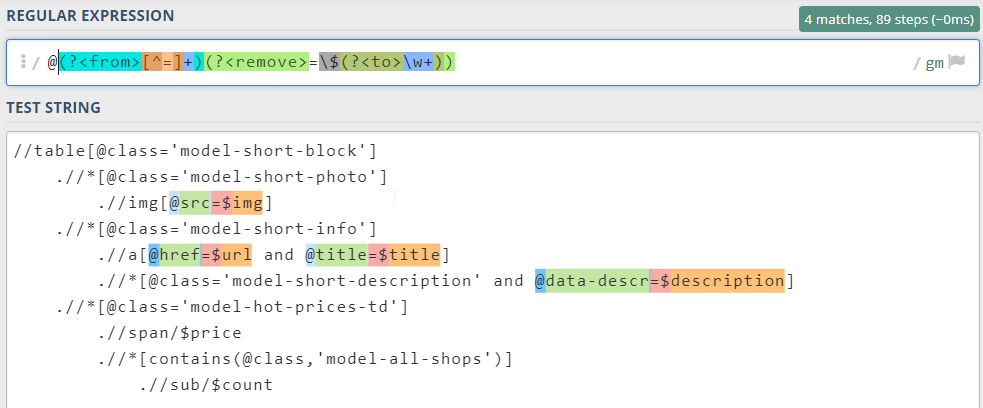 REGULAR EXPRESSION
4 matches, 89 steps (~0ms)
/ @(?<from>[^=]+)(?<remove>=\$(?<to>\w+)) / gm
TEST STRING
//table[@class='model-short-block']
    .//*[@class='model-short-photo']
        .//img[@src=$img]
    .//*[@class='model-short-info']
        .//a[@href=$url and @title=$title]
        .//*[@class='model-short-description' and @data-descr=$description]
    .//*[@class='model-hot-prices-td']
        .//span/$price
        .//*[contains(@class,'model-all-shops')]
            .//sub/$count